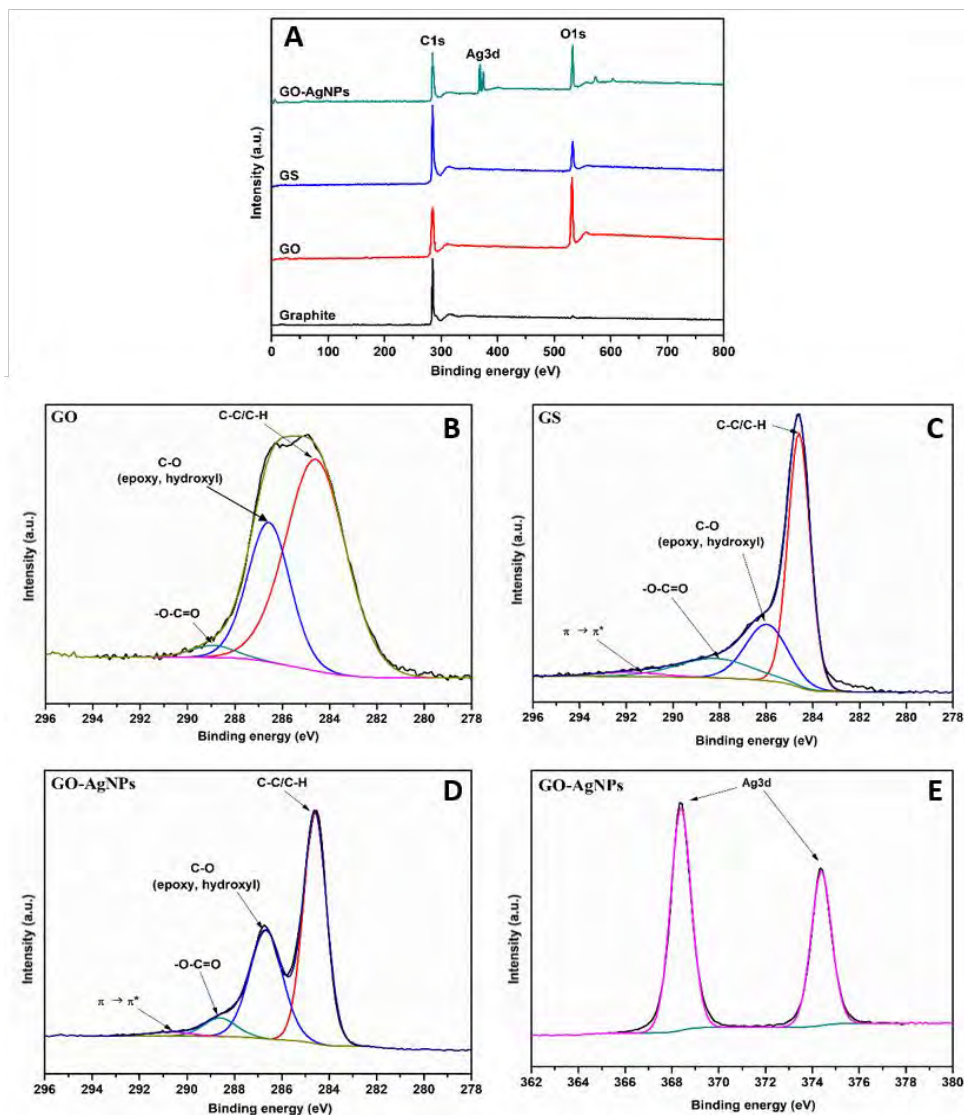 A
C1s
O1s
Ag3d
GO-AgNPs
GS
GO
Graphite
Intensity (a.u.)
0 100 200 300 400 500 600 700 800
Binding energy (eV)
GO
B
C-C/C-H
C-O
(epoxy, hydroxyl)
-O-C=O
Intensity (a.u.)
296 294 292 290 288 286 284 282 280 278
Binding energy (eV)
GS
C
C-C/C-H
C-O
(epoxy, hydroxyl)
-O-C=O
π → π*
Intensity (a.u.)
296 294 292 290 288 286 284 282 280 278
Binding energy (eV)
GO-AgNPs
D
C-C/C-H
C-O
(epoxy, hydroxyl)
-O-C=O
π → π*
Intensity (a.u.)
296 294 292 290 288 286 284 282 280 278
Binding energy (eV)
GO-AgNPs
E
Ag3d
Intensity (a.u.)
362 364 366 368 370 372 374 376 378 380
Binding energy (eV)